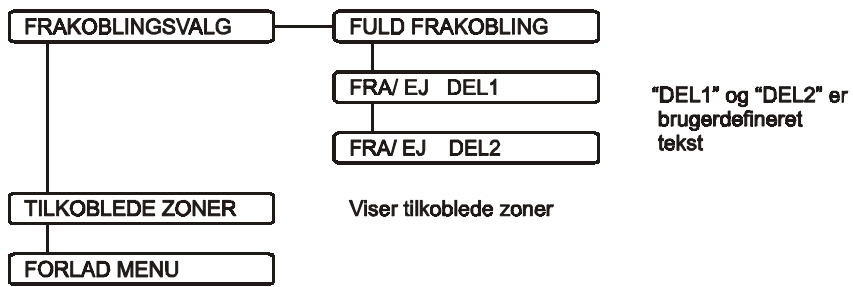 FRAKOBLINGSVALG
FULD FRAKOBLING
FRA/ EJ DEL1
FRA/ EJ DEL2
“DEL1” og “DEL2” er
brugerdefineret
tekst
TILKOBLEDE ZONER
Viser tilkoblede zoner
FORLAD MENU